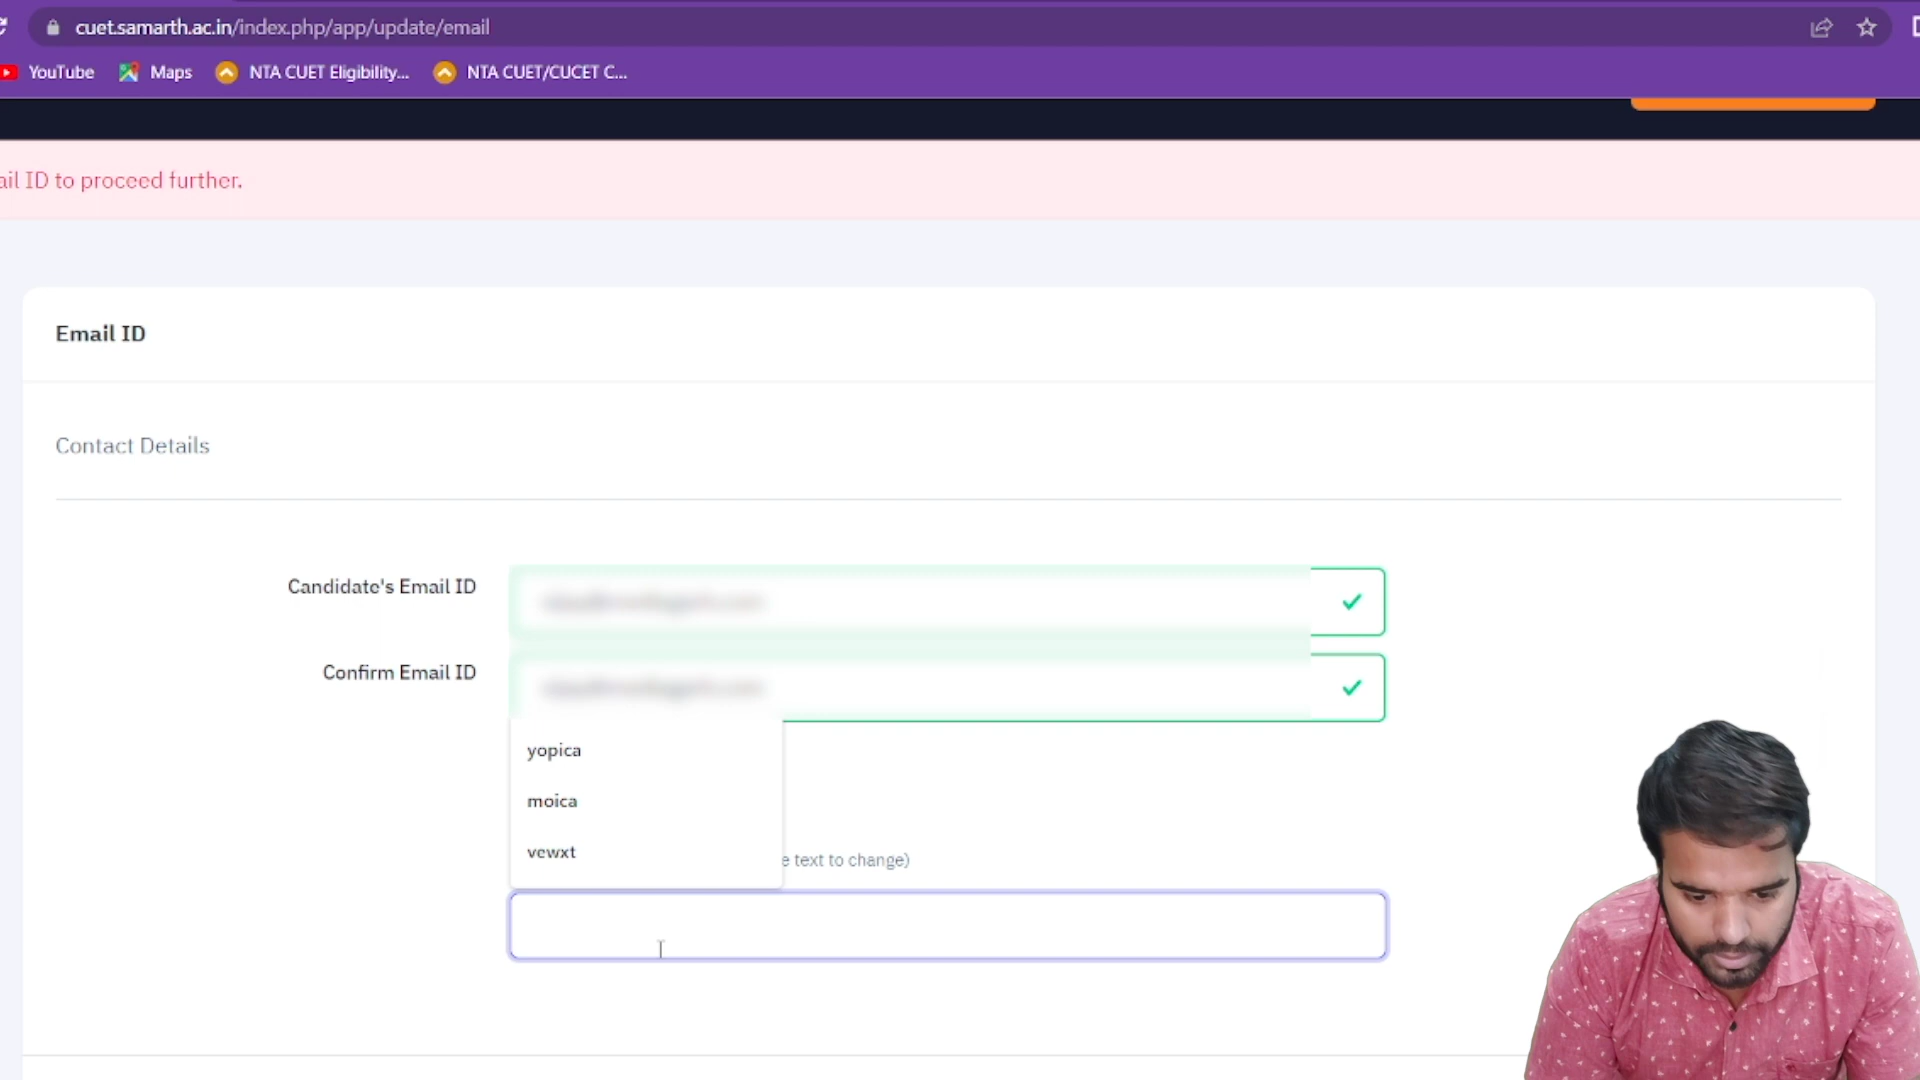 cuet.samarth.ac.in/index.php/app/update/email
YouTube Maps NTA CUET Eligibility... NTA CUET/CUCET C...
ail ID to proceed further.
Email ID
Contact Details
Candidate's Email ID
Confirm Email ID
yopica
moica
vewxt
e text to change)